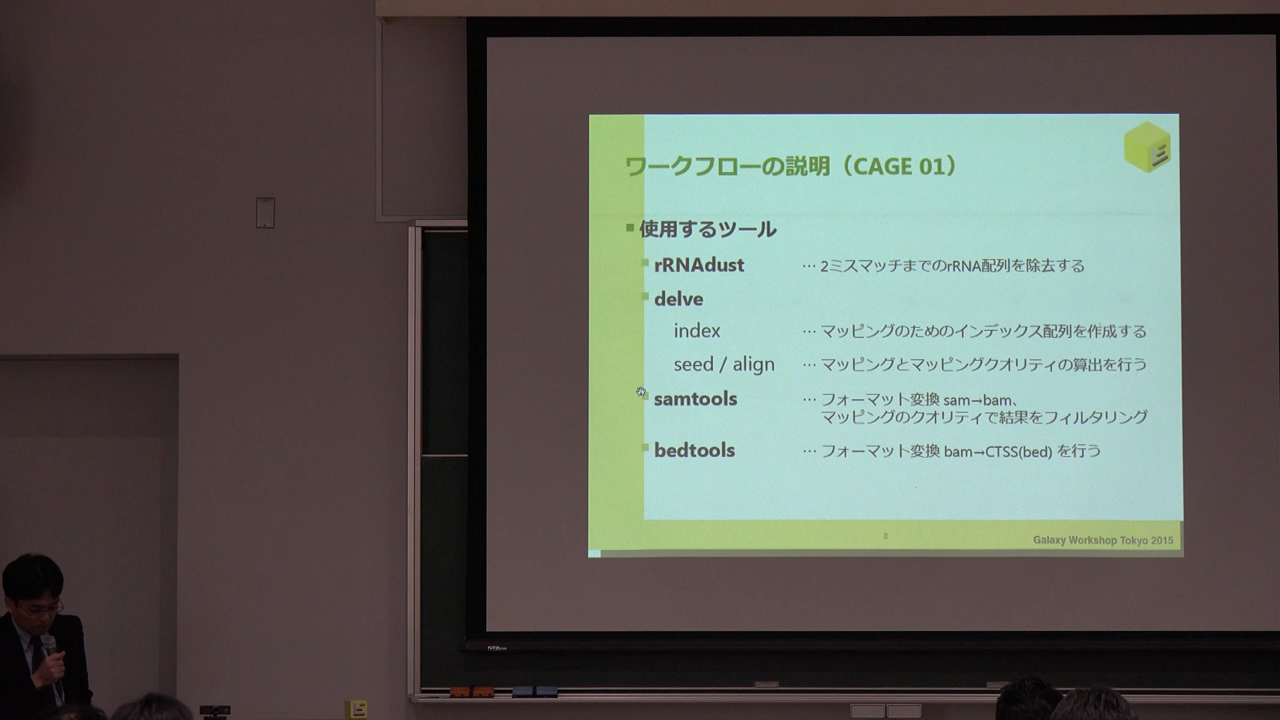 ワークフローの説明（CAGE 01）
使用するツール
rRNAdust … 2ミスマッチまでのrRNA配列を除去する
delve
index … マッピングのためのインデックス配列を作成する
seed / align … マッピングとマッピングクオリティの算出を行う
samtools … フォーマット変換 sam→bam、
マッピングのクオリティで結果をフィルタリング
bedtools … フォーマット変換 bam→CTSS(bed) を行う
8
Galaxy Workshop Tokyo 2015